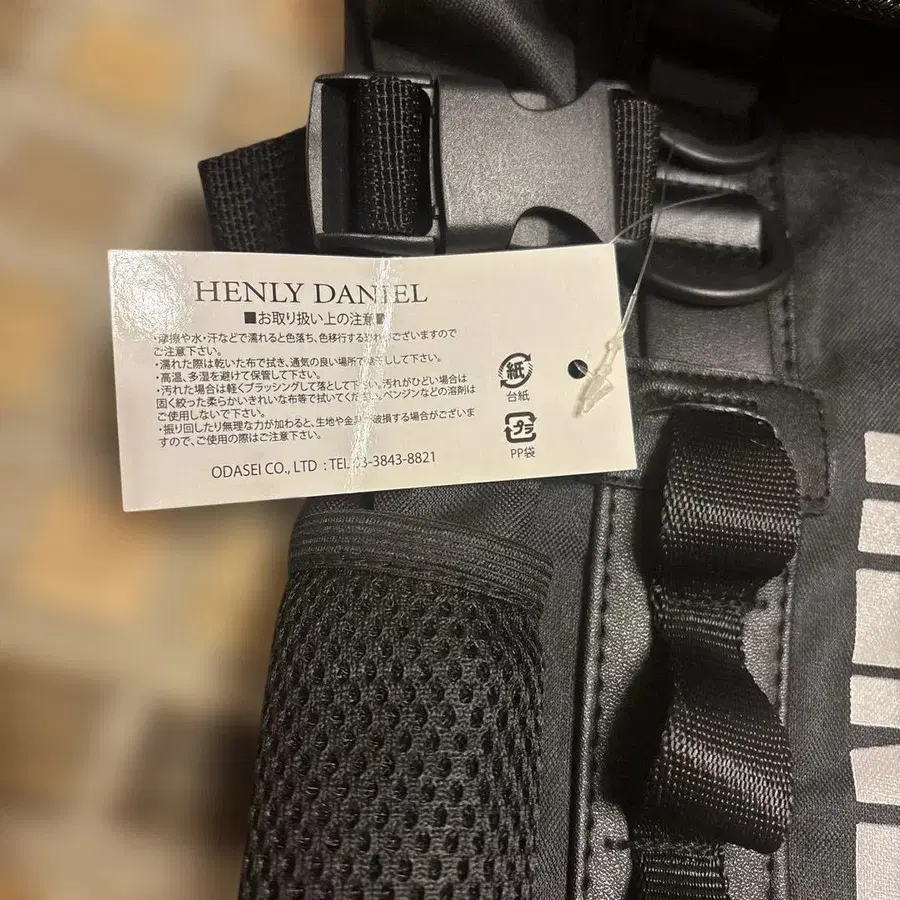 HENLY DANIEL
■お取り扱い上の注意■
・摩擦や水・汗などで濡れると色落ち、色移行する恐れがございますので
ご注意下さい。
・濡れた際は乾いた布で拭き、通気の良い場所で 干して下さい。
・高温、多湿を避けて保管して下さい。
・汚れた場合は軽くブラッシングして落として下さい。汚れがひどい場合は
固く絞った柔らかいきれいな布等で拭いてください。ベンジンなどの溶剤は
ご使用しないで下さい。
・振り回したり無理な力が加わると、生地や金具が破損する場合がございま
すので、ご使用の際はご注意下さい。
ODASEI CO., LTD : TEL 03-3843-8821
紙
台紙
プラ
PP袋